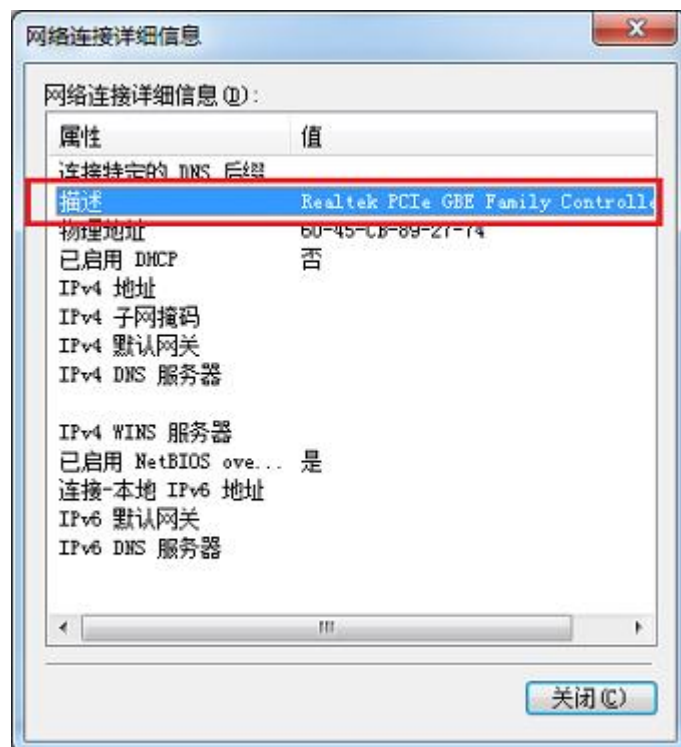 网络连接详细信息
网络连接详细信息(D):
属性 值
连接特定的 DNS 后缀
描述 Realtek PCIe GBE Family Controlle
物理地址 60-45-CB-89-27-74
已启用 DHCP 否
IPv4 地址
IPv4 子网掩码
IPv4 默认网关
IPv4 DNS 服务器
IPv4 WINS 服务器
已启用 NetBIOS ove... 是
连接-本地 IPv6 地址
IPv6 默认网关
IPv6 DNS 服务器
关闭(C)